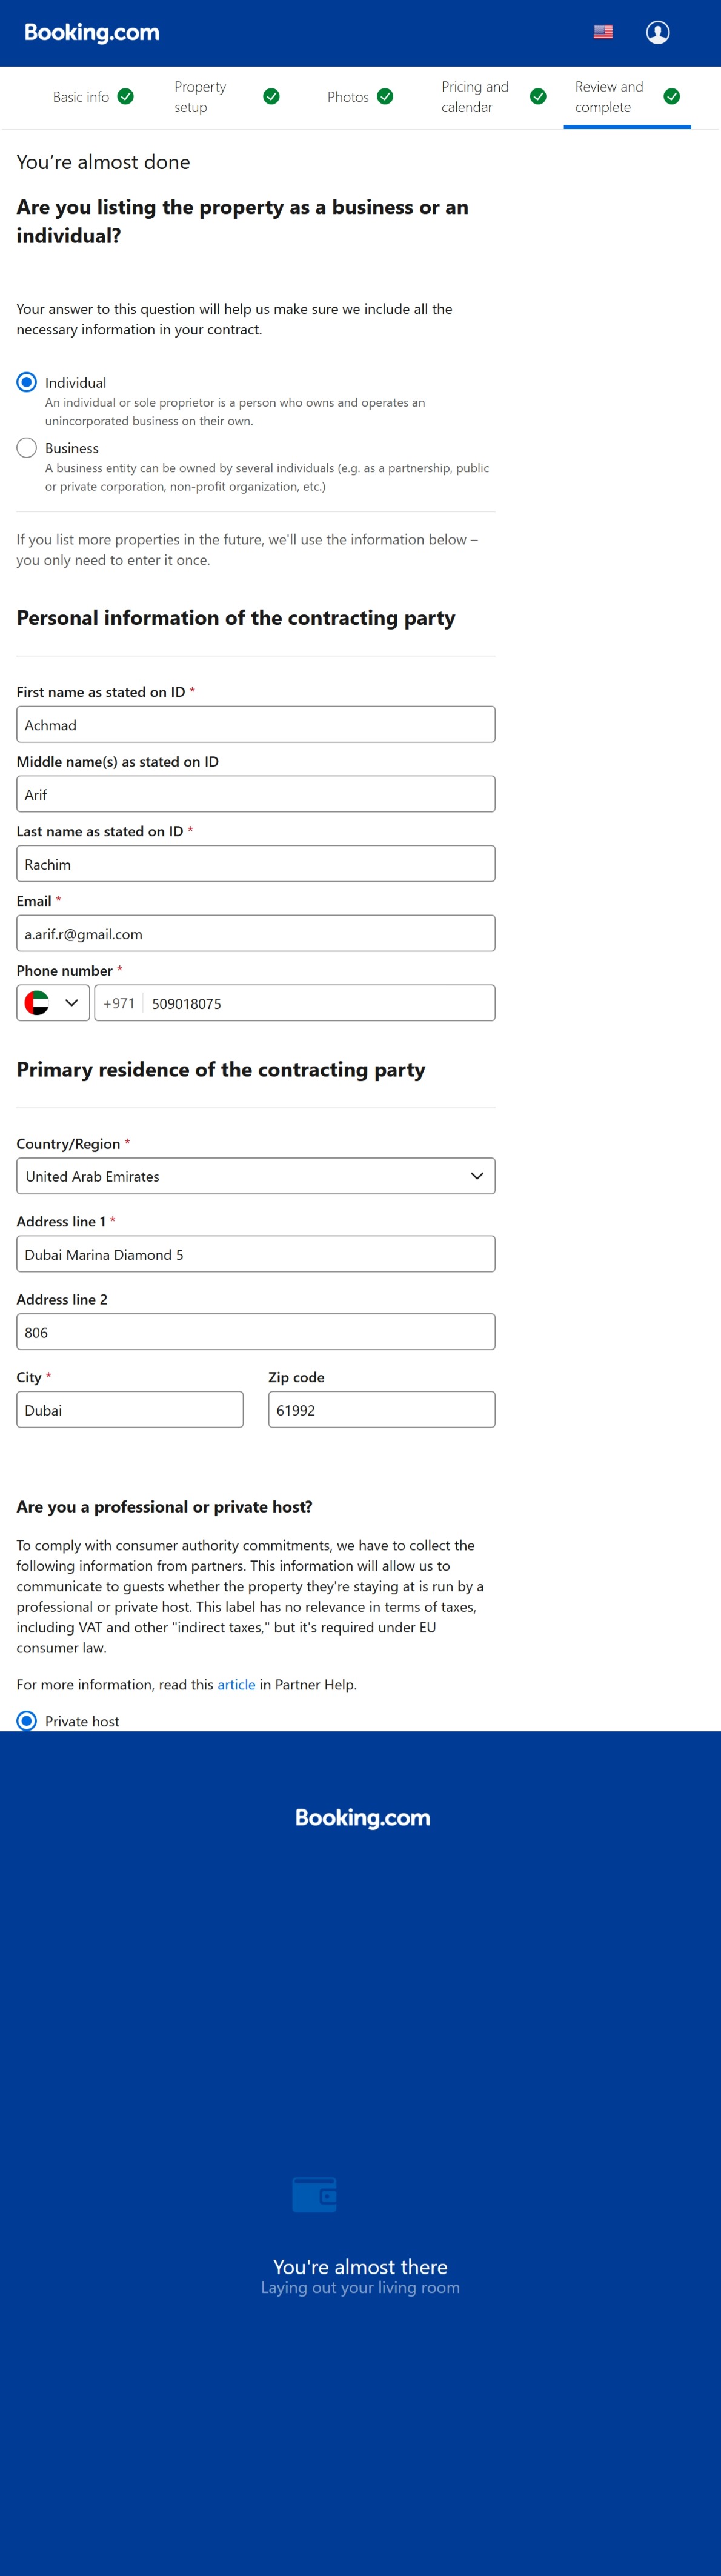 Booking.com
Basic info
Property
setup
Photos
Pricing and
calendar
Review and
complete
You’re almost done
Are you listing the property as a business or an
individual?
Your answer to this question will help us make sure we include all the
necessary information in your contract.
Individual
An individual or sole proprietor is a person who owns and operates an
unincorporated business on their own.
Business
A business entity can be owned by several individuals (e.g. as a partnership, public
or private corporation, non-profit organization, etc.)
If you list more properties in the future, we'll use the information below –
you only need to enter it once.
Personal information of the contracting party
First name as stated on ID *
Achmad
Middle name(s) as stated on ID
Arif
Last name as stated on ID *
Rachim
Email *
a.arif.r@gmail.com
Phone number *
+971 509018075
Primary residence of the contracting party
Country/Region *
United Arab Emirates
Address line 1 *
Dubai Marina Diamond 5
Address line 2
806
City *
Dubai
Zip code
61992
Are you a professional or private host?
To comply with consumer authority commitments, we have to collect the
following information from partners. This information will allow us to
communicate to guests whether the property they're staying at is run by a
professional or private host. This label has no relevance in terms of taxes,
including VAT and other "indirect taxes," but it's required under EU
consumer law.
For more information, read this article in Partner Help.
Private host
Booking.com
You're almost there
Laying out your living room